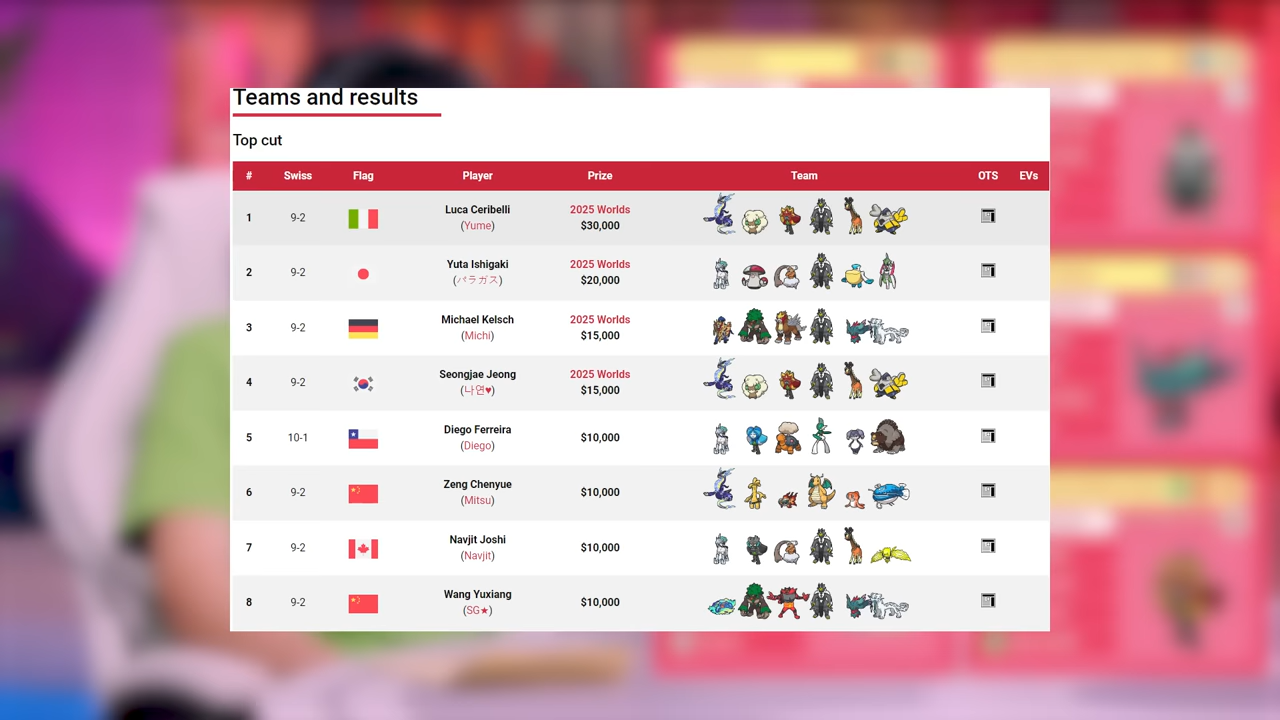 Teams and results
Top cut
# Swiss Flag Player Prize Team OTS EVs
1 9-2 Luca Ceribelli (Yume) 2025 Worlds $30,000
2 9-2 Yuta Ishigaki (パラガス) 2025 Worlds $20,000
3 9-2 Michael Kelsch (Michi) 2025 Worlds $15,000
4 9-2 Seongjae Jeong (나연♥) 2025 Worlds $15,000
5 10-1 Diego Ferreira (Diego) $10,000
6 9-2 Zeng Chenyue (Mitsu) $10,000
7 9-2 Navjit Joshi (Navjit) $10,000
8 9-2 Wang Yuxiang (SG★) $10,000